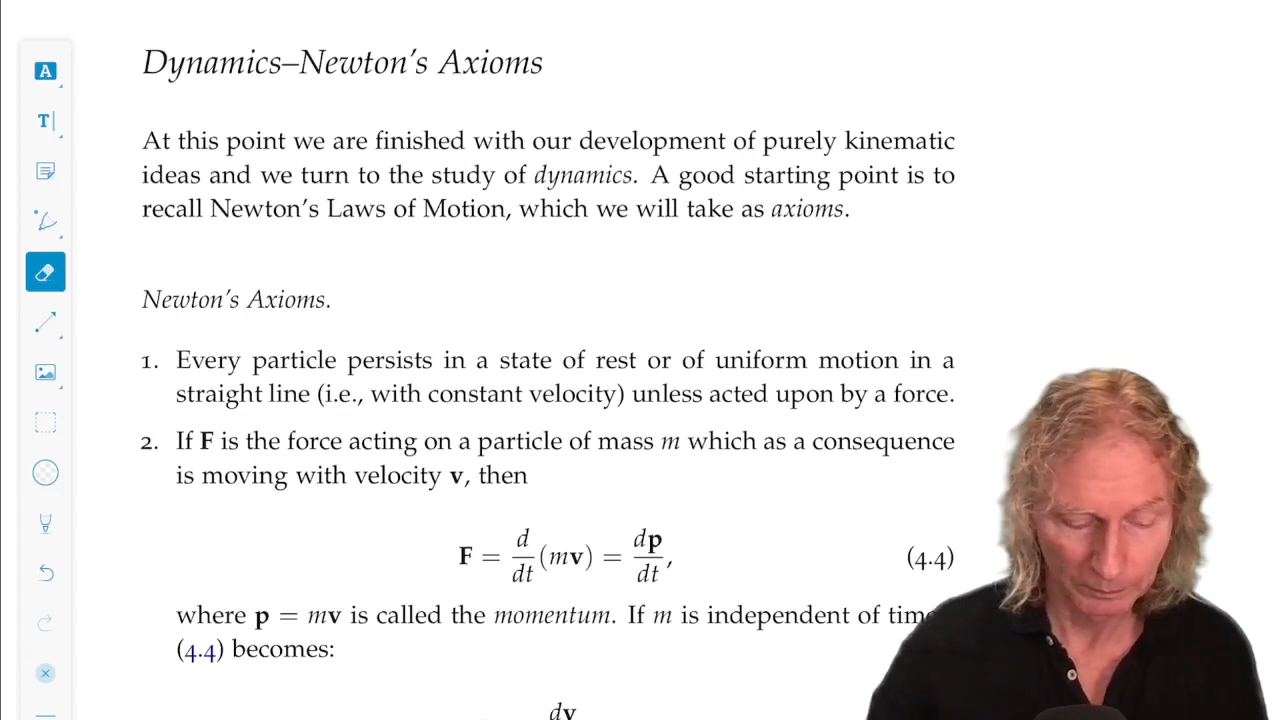 Dynamics–Newton's Axioms
At this point we are finished with our development of purely kinematic
ideas and we turn to the study of dynamics. A good starting point is to
recall Newton's Laws of Motion, which we will take as axioms.
Newton's Axioms.
1. Every particle persists in a state of rest or of uniform motion in a
straight line (i.e., with constant velocity) unless acted upon by a force.
2. If F is the force acting on a particle of mass m which as a consequence
is moving with velocity v, then
F = d/dt (mv) = dp/dt, (4.4)
where p = mv is called the momentum. If m is independent of
(4.4) becomes:
dv